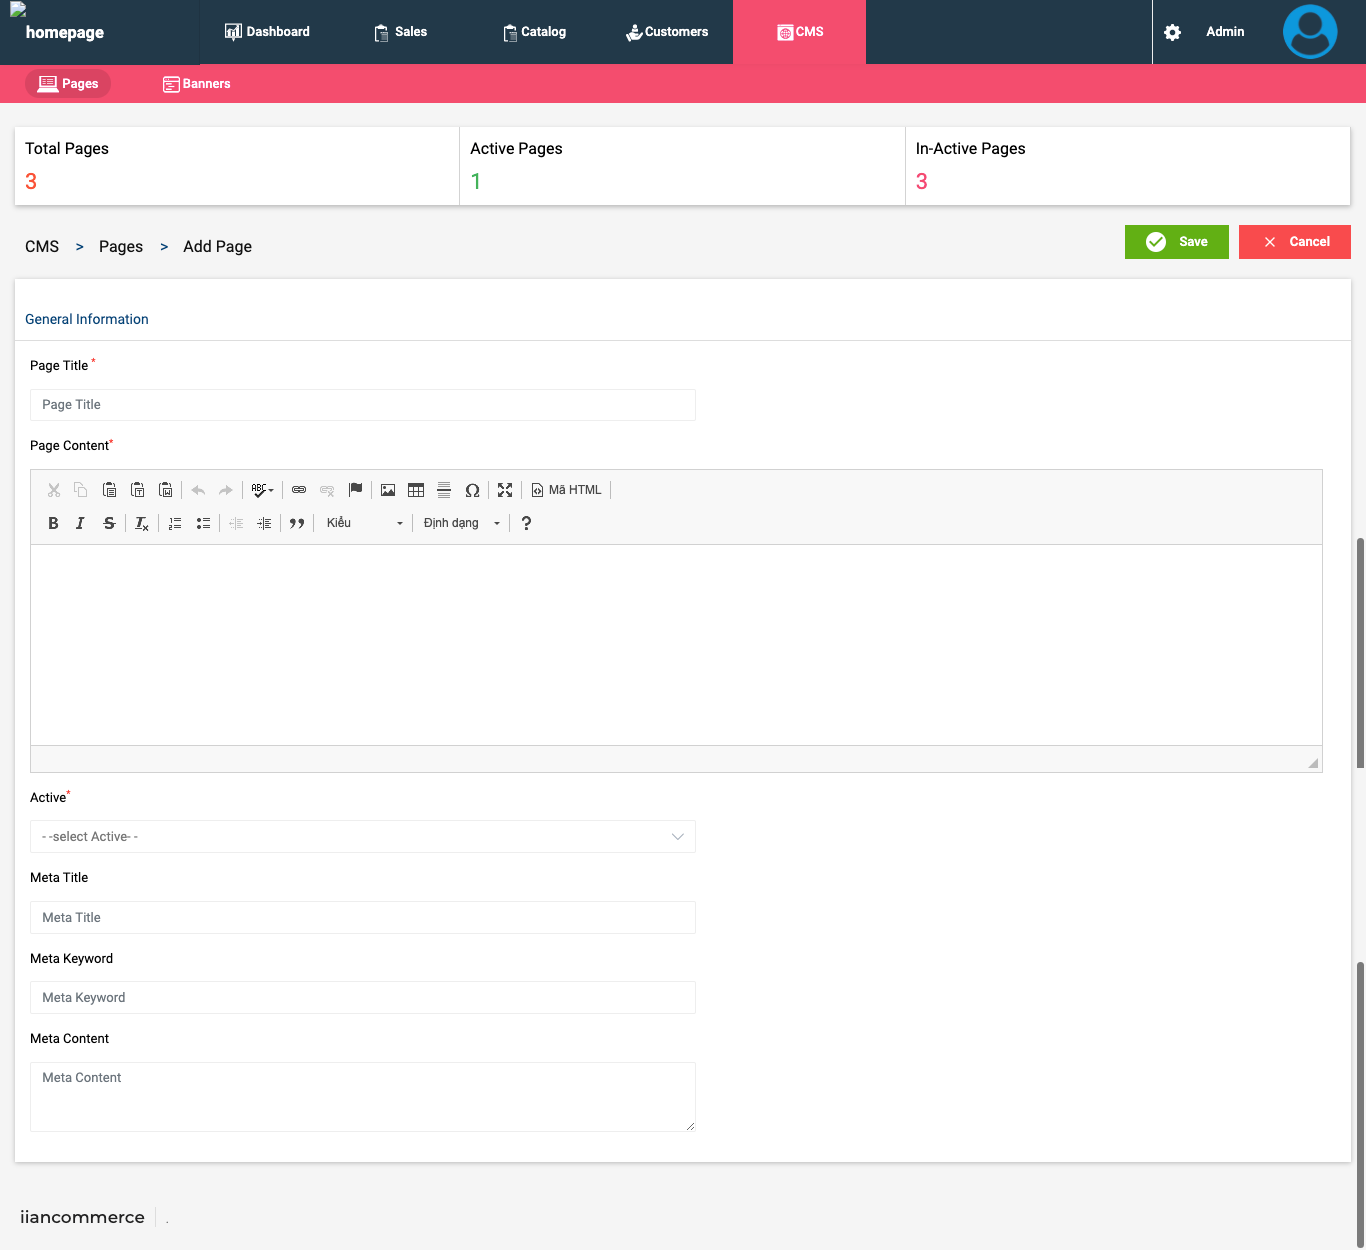 homepage
Dashboard
Sales
Catalog
Customers
CMS
Admin
Pages
Banners
Total Pages
3
Active Pages
1
In-Active Pages
3
CMS > Pages > Add Page
Save
Cancel
General Information
Page Title *
Page Title
Page Content*
ABC
Mã HTML
Kiểu
Định dạng
?
Active*
- -select Active- -
Meta Title
Meta Title
Meta Keyword
Meta Keyword
Meta Content
Meta Content
iiancommerce
.